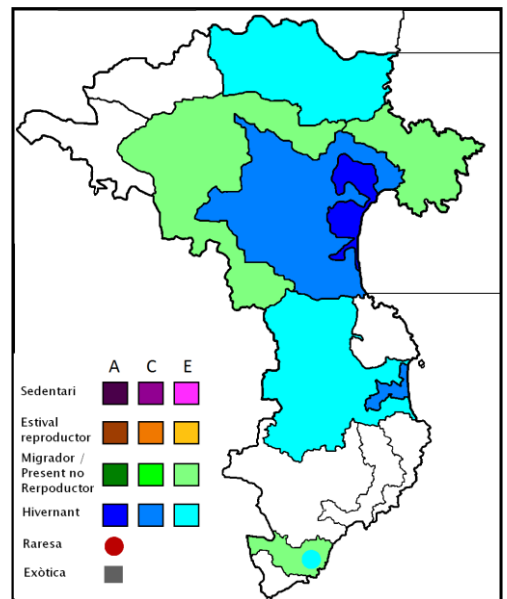 A C E
Sedentari
Estival
reproductor
Migrador /
Present no
Rerpoductor
Hivernant
Raresa
Exòtica